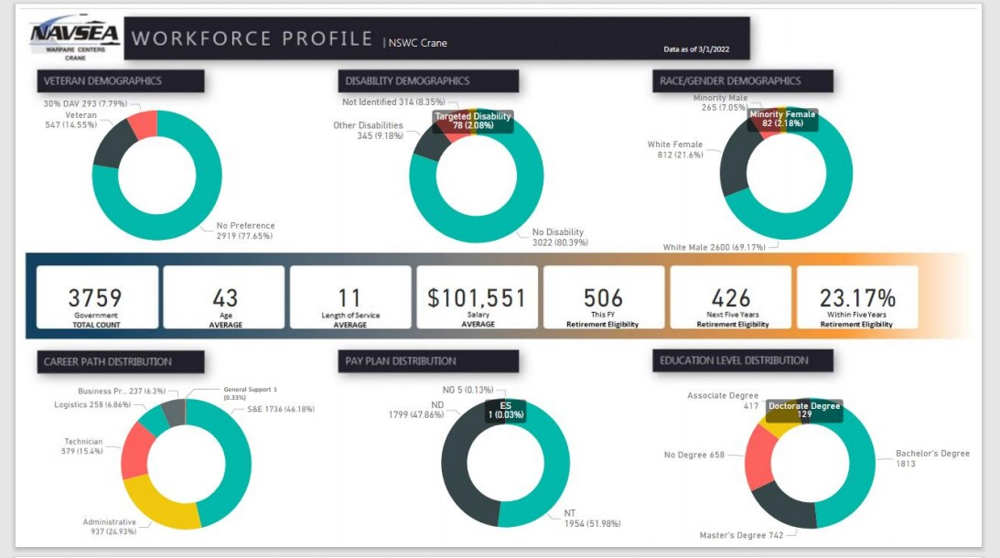 NAVSEA
WARFARE CENTERS
CRANE
WORKFORCE PROFILE | NSWC Crane
Data as of 3/1/2022
VETERAN DEMOGRAPHICS
30% DAV 293 (7.79%)
Veteran
547 (14.55%)
No Preference
2919 (77.65%)
DISABILITY DEMOGRAPHICS
Not Identified 314 (8.35%)
Targeted Disability
78 (2.08%)
Other Disabilities
345 (9.18%)
No Disability
3022 (80.39%)
RACE/GENDER DEMOGRAPHICS
Minority Male
265 (7.05%)
Minority Female
82 (2.18%)
White Female
812 (21.6%)
White Male 2600 (69.17%)
3759
Government
TOTAL COUNT
43
Age
AVERAGE
11
Length of Service
AVERAGE
$101,551
Salary
AVERAGE
506
This FY
Retirement Eligibility
426
Next Five Years
Retirement Eligibility
23.17%
Within FiveYears
Retirement Eligibility
CAREER PATH DISTRIBUTION
Business Pr... 237 (6.3%)
General Support 1
(0.33%)
Logistics 258 (6.86%)
S&E 1736 (46.18%)
Technician
579 (15.4%)
Administrative
937 (24.93%)
PAY PLAN DISTRIBUTION
NG 5 (0.13%)
ES
1 (0.03%)
ND
1799 (47.86%)
NT
1954 (51.98%)
EDUCATION LEVEL DISTRIBUTION
Associate Degree
417
Doctorate Degree
129
No Degree 658
Bachelor's Degree
1813
Master's Degree 742